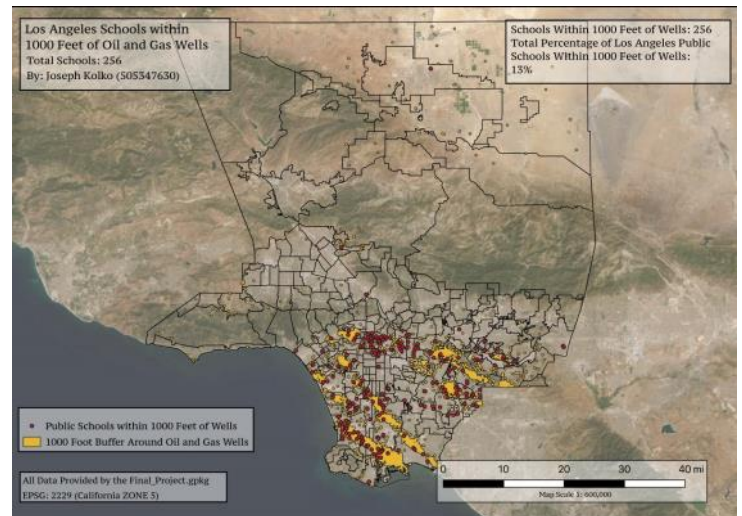 Los Angeles Schools within
1000 Feet of Oil and Gas Wells
Total Schools: 256
By: Joseph Kolko (505347630)
Schools Within 1000 Feet of Wells: 256
Total Percentage of Los Angeles Public
Schools Within 1000 Feet of Wells:
13%
Public Schools within 1000 Feet of Wells
1000 Foot Buffer Around Oil and Gas Wells
All Data Provided by the Final_Project.gpkg
EPSG: 2229 (California ZONE 5)
0 10 20 30 40 mi
Map Scale 1: 600,000